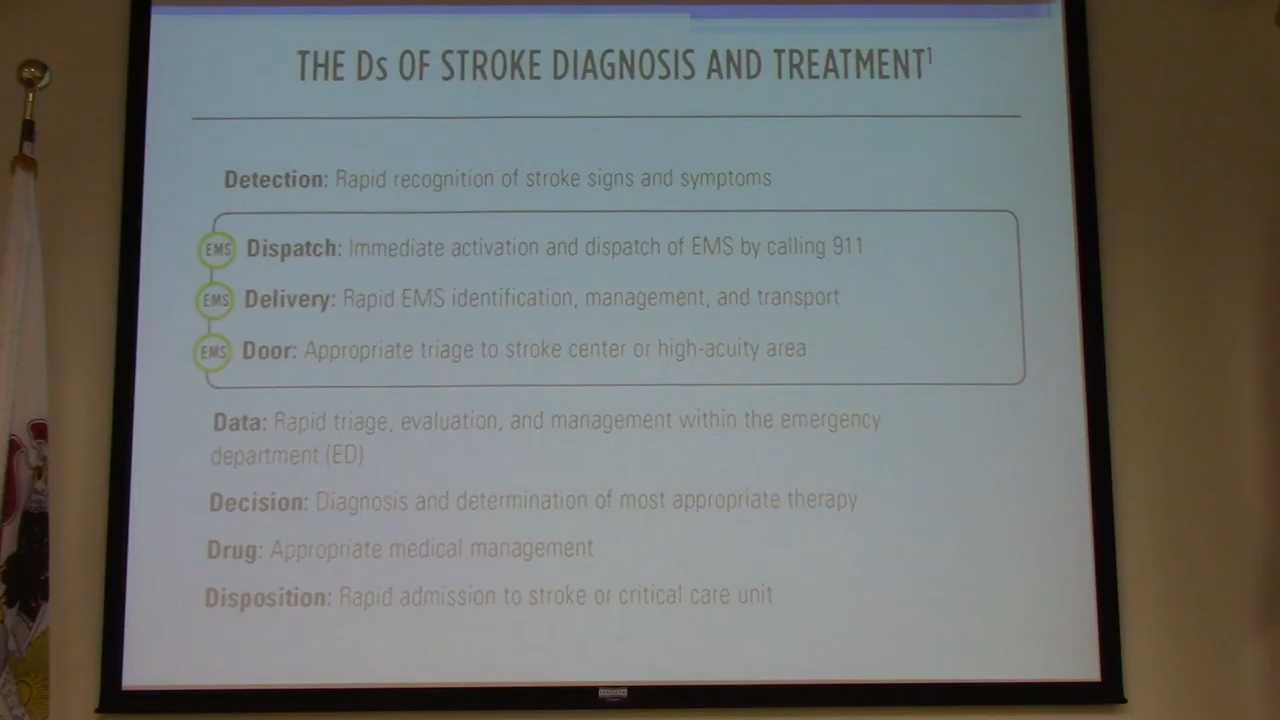 THE Ds OF STROKE DIAGNOSIS AND TREATMENT¹
Detection: Rapid recognition of stroke signs and symptoms
EMS Dispatch: Immediate activation and dispatch of EMS by calling 911
EMS Delivery: Rapid EMS identification, management, and transport
EMS Door: Appropriate triage to stroke center or high-acuity area
Data: Rapid triage, evaluation, and management within the emergency
department (ED)
Decision: Diagnosis and determination of most appropriate therapy
Drug: Appropriate medical management
Disposition: Rapid admission to stroke or critical care unit